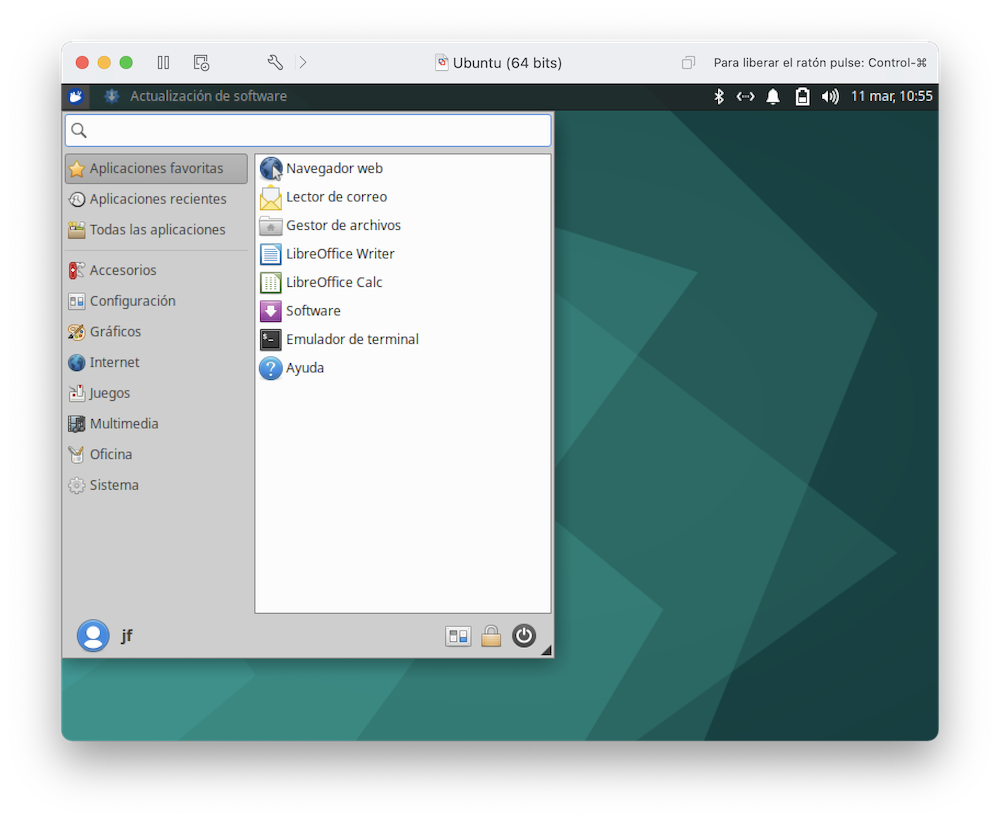 Ubuntu (64 bits)
Para liberar el ratón pulse: Control-⌘
Actualización de software
11 mar, 10:55
Aplicaciones favoritas
Aplicaciones recientes
Todas las aplicaciones
Accesorios
Configuración
Gráficos
Internet
Juegos
Multimedia
Oficina
Sistema
Navegador web
Lector de correo
Gestor de archivos
LibreOffice Writer
LibreOffice Calc
Software
Emulador de terminal
Ayuda
jf